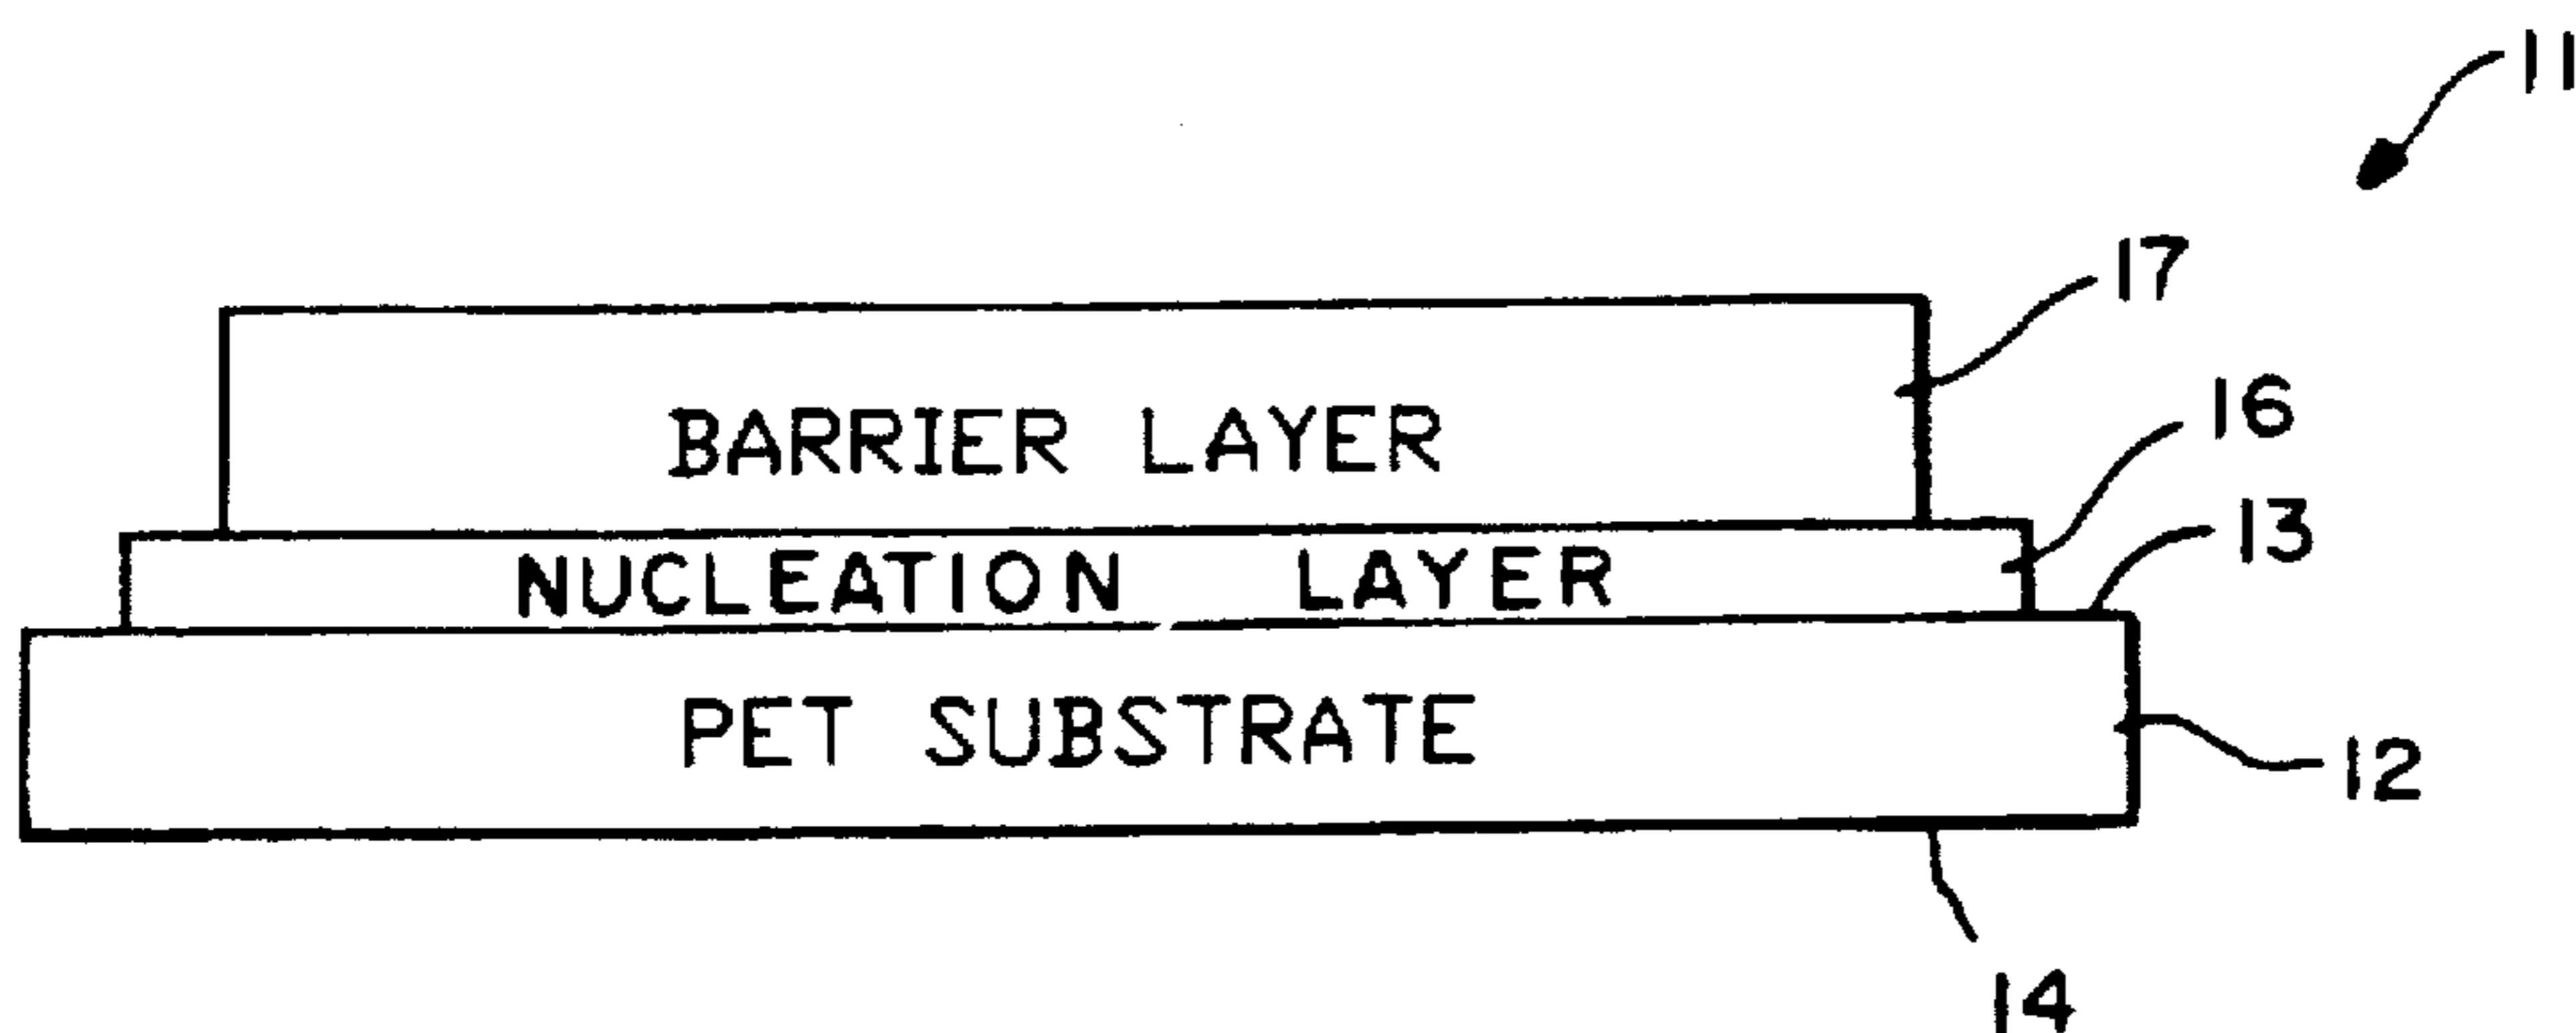 11
17
BARRIER LAYER
16
13
NUCLEATION LAYER
PET SUBSTRATE
12
14